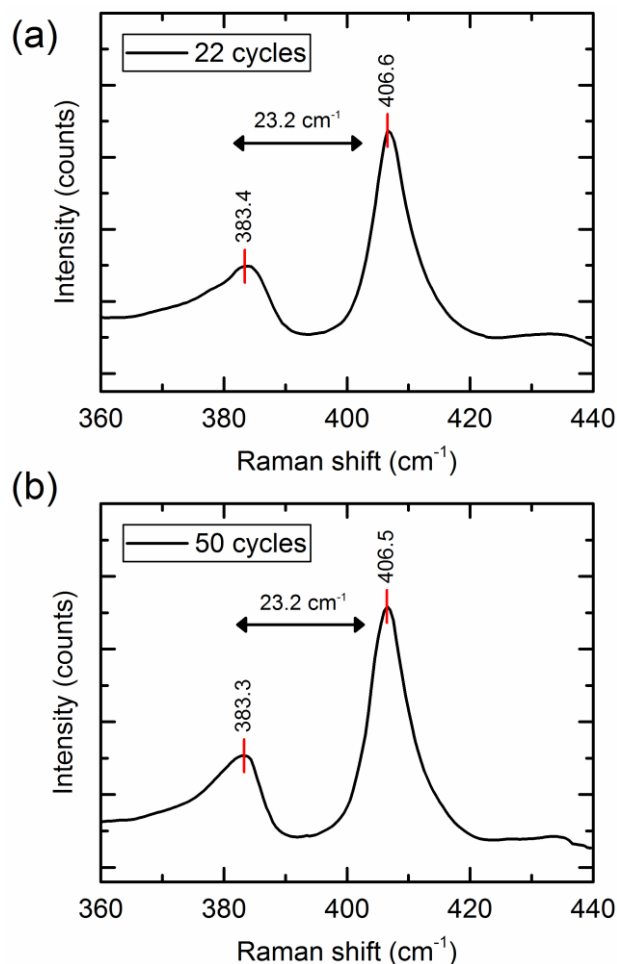 (a)
22 cycles
406.6
23.2 cm⁻¹
383.4
Intensity (counts)
360 380 400 420 440
Raman shift (cm⁻¹)
(b)
50 cycles
406.5
23.2 cm⁻¹
383.3
Intensity (counts)
360 380 400 420 440
Raman shift (cm⁻¹)